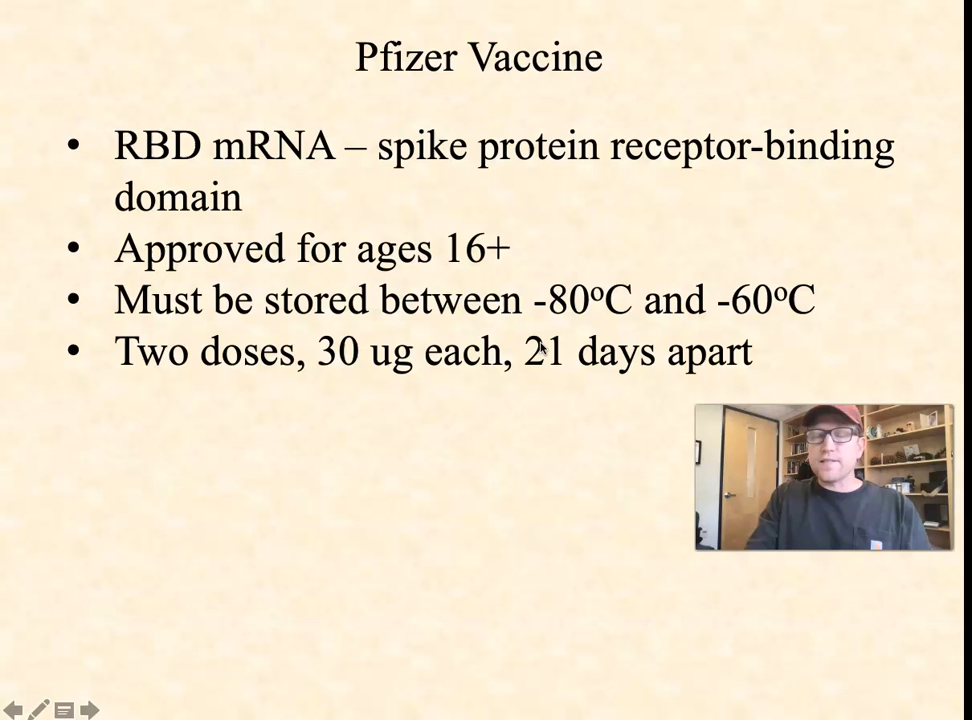 Pfizer Vaccine
• RBD mRNA – spike protein receptor-binding
domain
• Approved for ages 16+
• Must be stored between -80ºC and -60ºC
• Two doses, 30 ug each, 21 days apart